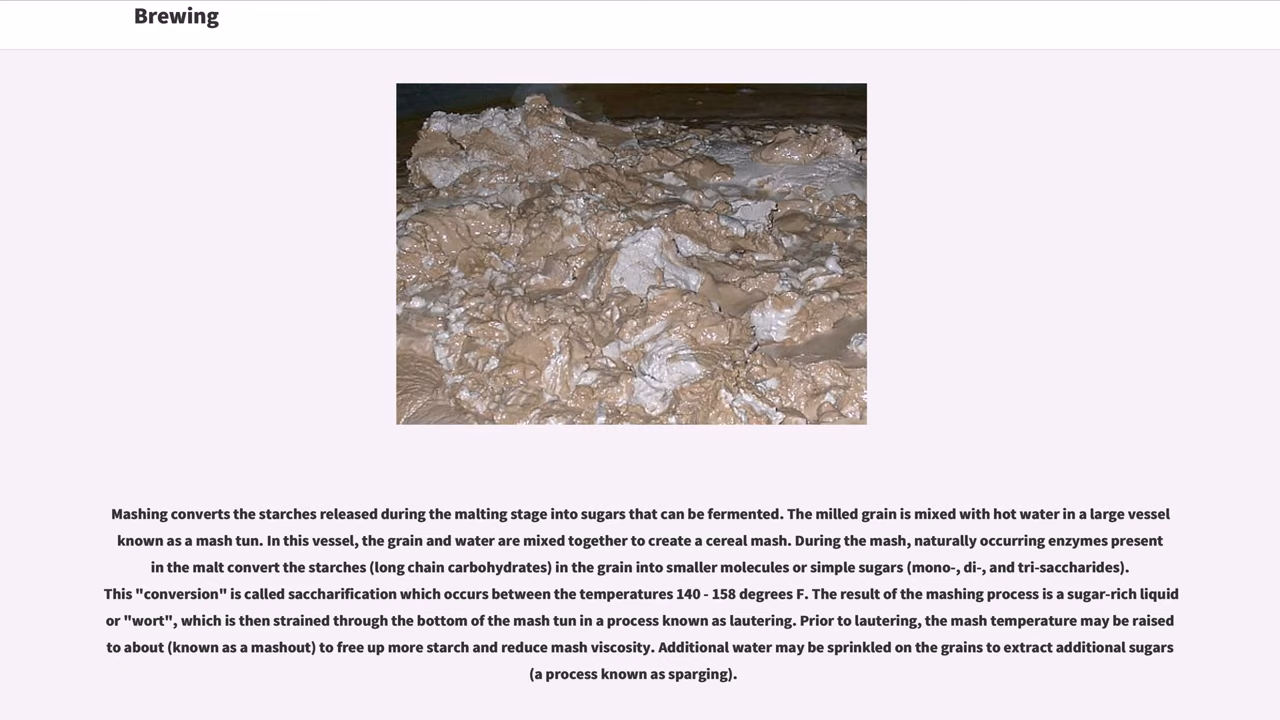 Brewing
Mashing converts the starches released during the malting stage into sugars that can be fermented. The milled grain is mixed with hot water in a large vessel
known as a mash tun. In this vessel, the grain and water are mixed together to create a cereal mash. During the mash, naturally occurring enzymes present
in the malt convert the starches (long chain carbohydrates) in the grain into smaller molecules or simple sugars (mono-, di-, and tri-saccharides).
This "conversion" is called saccharification which occurs between the temperatures 140 - 158 degrees F. The result of the mashing process is a sugar-rich liquid
or "wort", which is then strained through the bottom of the mash tun in a process known as lautering. Prior to lautering, the mash temperature may be raised
to about (known as a mashout) to free up more starch and reduce mash viscosity. Additional water may be sprinkled on the grains to extract additional sugars
(a process known as sparging).